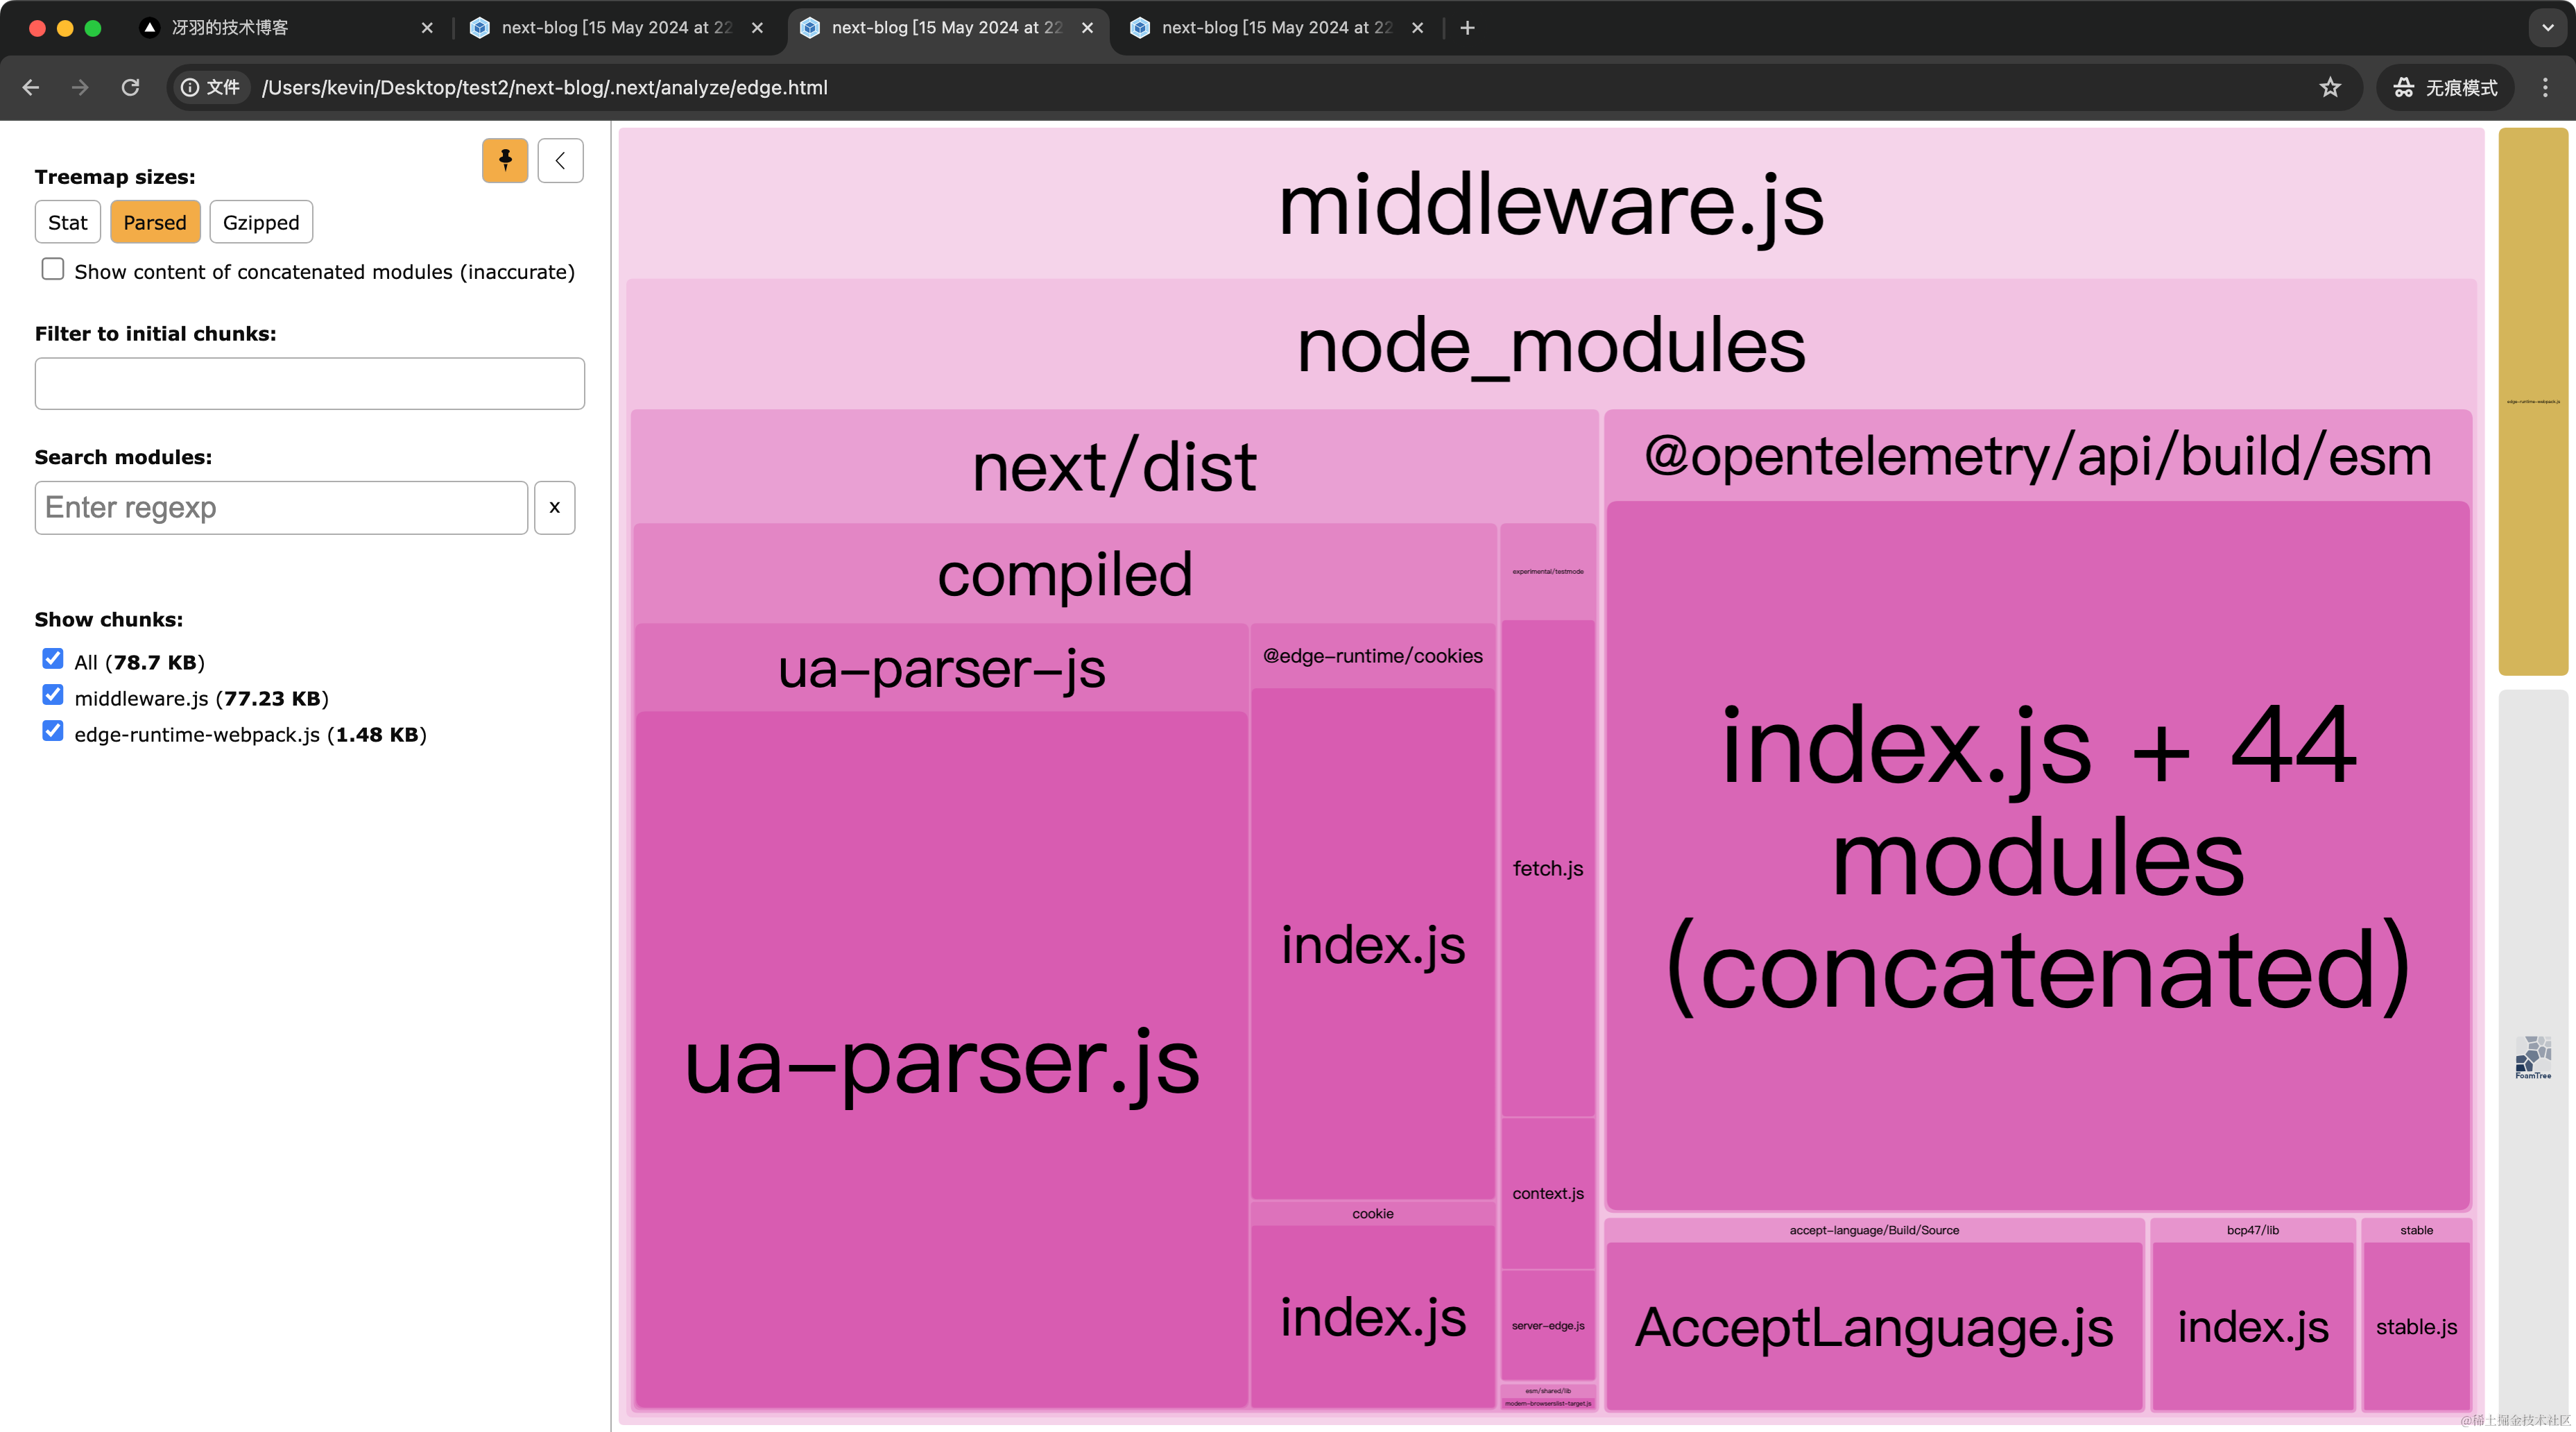 冴羽的技术博客
next-blog [15 May 2024 at 22
next-blog [15 May 2024 at 22
next-blog [15 May 2024 at 22
文件 /Users/kevin/Desktop/test2/next-blog/.next/analyze/edge.html
无痕模式
Treemap sizes:
Stat Parsed Gzipped
Show content of concatenated modules (inaccurate)
Filter to initial chunks:
Search modules:
Enter regexp x
Show chunks:
All (78.7 KB)
middleware.js (77.23 KB)
edge-runtime-webpack.js (1.48 KB)
middleware.js
node_modules
next/dist
compiled
ua-parser-js
ua-parser.js
@edge-runtime/cookies
index.js
cookie
index.js
experimental/testmode
fetch.js
context.js
server-edge.js
esm/shared/lib
modern-browserslist-target.js
@opentelemetry/api/build/esm
index.js + 44
modules
(concatenated)
accept-language/Build/Source
AcceptLanguage.js
bcp47/lib
index.js
stable
stable.js
edge-runtime-webpack.js
FoamTree
@稀土掘金技术社区